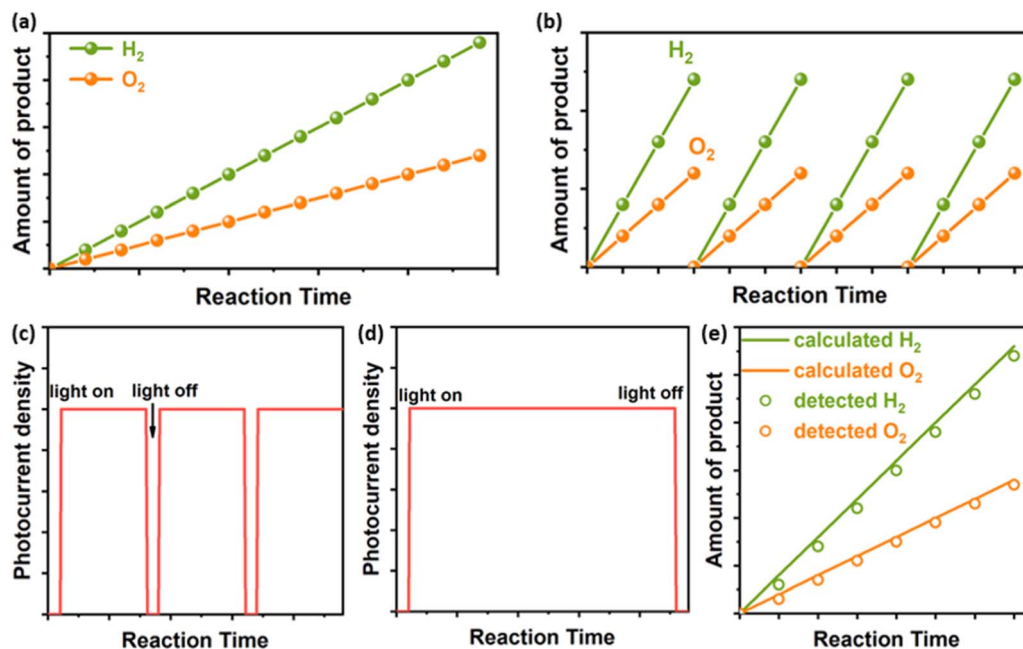 (a)
H₂
O₂
Amount of product
Reaction Time
(b)
H₂
O₂
Amount of product
Reaction Time
(c)
light on
light off
Photocurrent density
Reaction Time
(d)
light on
light off
Photocurrent density
Reaction Time
(e)
calculated H₂
calculated O₂
detected H₂
detected O₂
Amount of product
Reaction Time